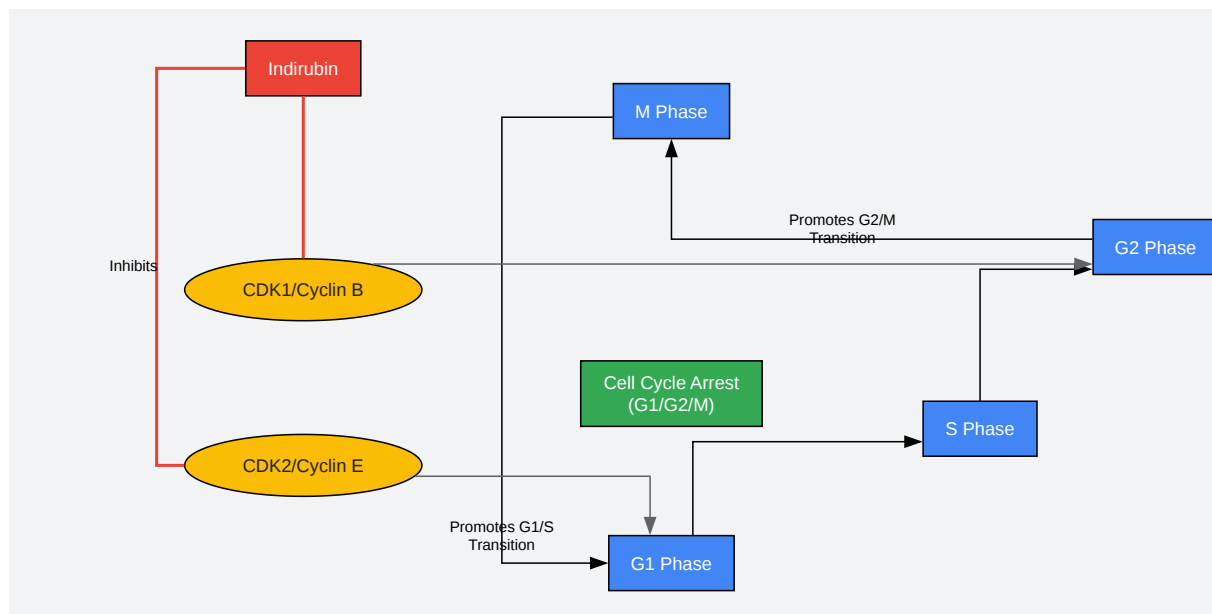 Indirubin
M Phase
Promotes G2/M
Transition
G2 Phase
Inhibits
CDK1/Cyclin B
Cell Cycle Arrest
(G1/G2/M)
S Phase
CDK2/Cyclin E
Promotes G1/S
Transition
G1 Phase